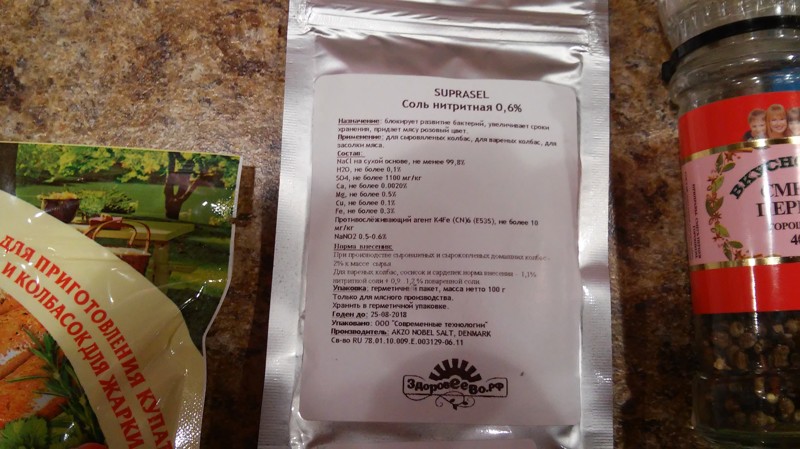 SUPRASEL
Соль нитритная 0,6%
Назначение: блокирует развитие бактерий, увеличивает сроки
хранения, придает мясу розовый цвет.
Применение: для сыровяленых колбас, для вареных колбас, для
засолки мяса.
Состав:
NaCl на сухой основе, не менее 99,8%
H2O, не более 0,1%
SO4, не более 1100 мг/кг
Ca, не более 0.0020%
Mg, не более 0.5%
Cu, не более 0.1%
Fe, не более 0.3%
Противослеживающий агент K4Fe (CN)6 (E535), не более 10
мг/кг
NaNO2 0.5-0.6%
Норма внесения:
При производстве сыровяленых и сырокопченых домашних колбас
2% к массе сырья
Для вареных колбас, сосисок и сарделек норма внесения - 1,1%
нитритной соли + 0,9 1,2 % поваренной соли.
Упаковка: герметичный пакет, масса нетто 100 г
Только для мясного производства.
Хранить в герметичной упаковке.
Годен до: 25-08-2018
Упаковано: ООО "Современные технологии"
Производитель: AKZO NOBEL SALT, DENMARK
Св-во RU 78.01.10.009.E.003129-06.11
ЗдоровЕЕво.РФ
ДЛЯ ПРИГОТОВЛЕНИЯ
И КОЛБАСОК ДЛЯ ЖАРКИ